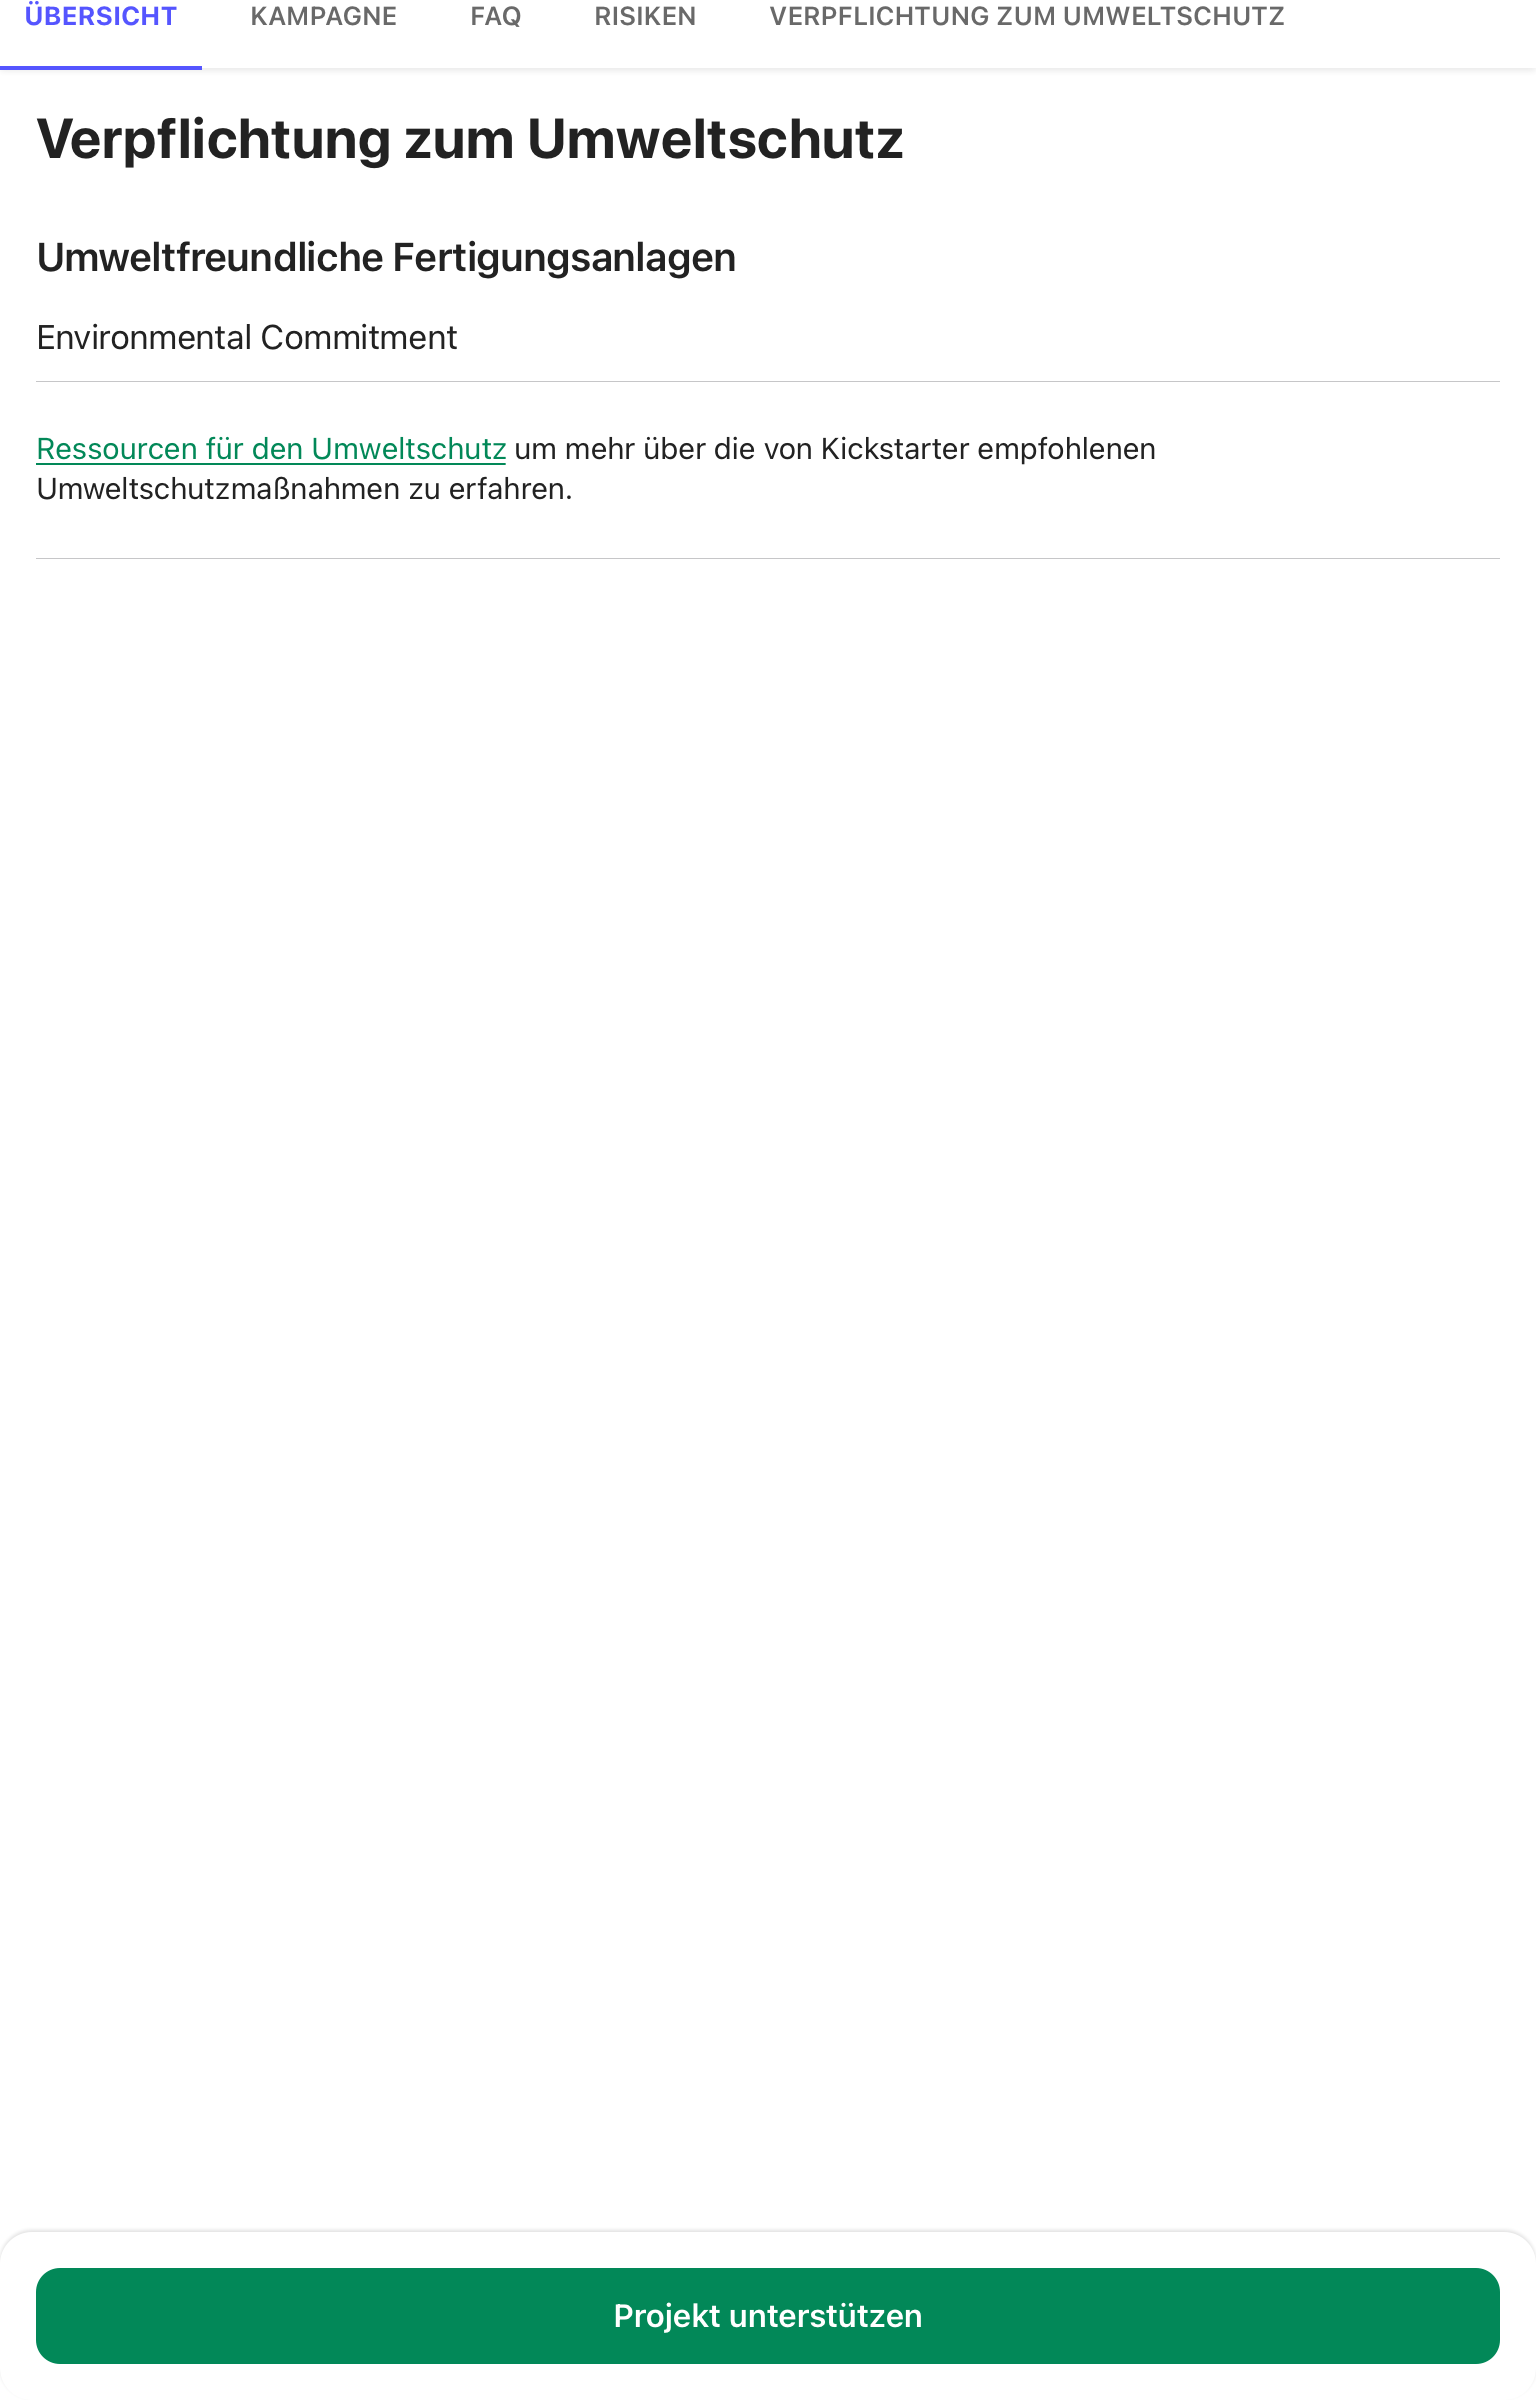 ÜBERSICHT KAMPAGNE FAQ RISIKEN VERPFLICHTUNG ZUM UMWELTSCHUTZ
Verpflichtung zum Umweltschutz
Umweltfreundliche Fertigungsanlagen
Environmental Commitment
Ressourcen für den Umweltschutz um mehr über die von Kickstarter empfohlenen
Umweltschutzmaßnahmen zu erfahren.
Projekt unterstützen